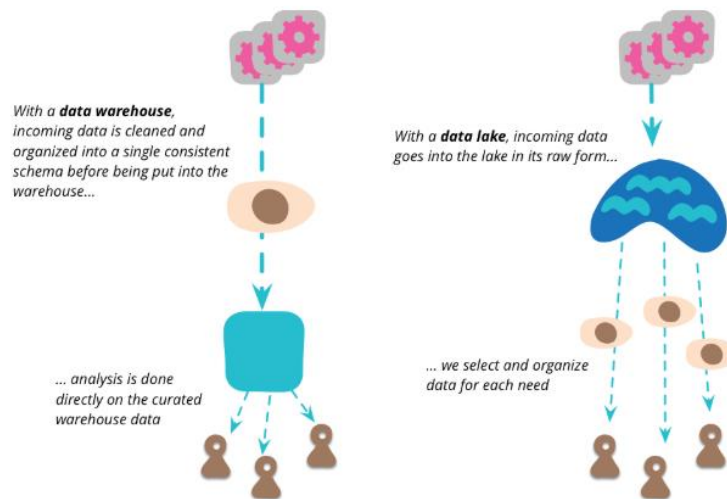 With a data warehouse,
incoming data is cleaned and
organized into a single consistent
schema before being put into the
warehouse...
... analysis is done
directly on the curated
warehouse data
With a data lake, incoming data
goes into the lake in its raw form...
... we select and organize
data for each need